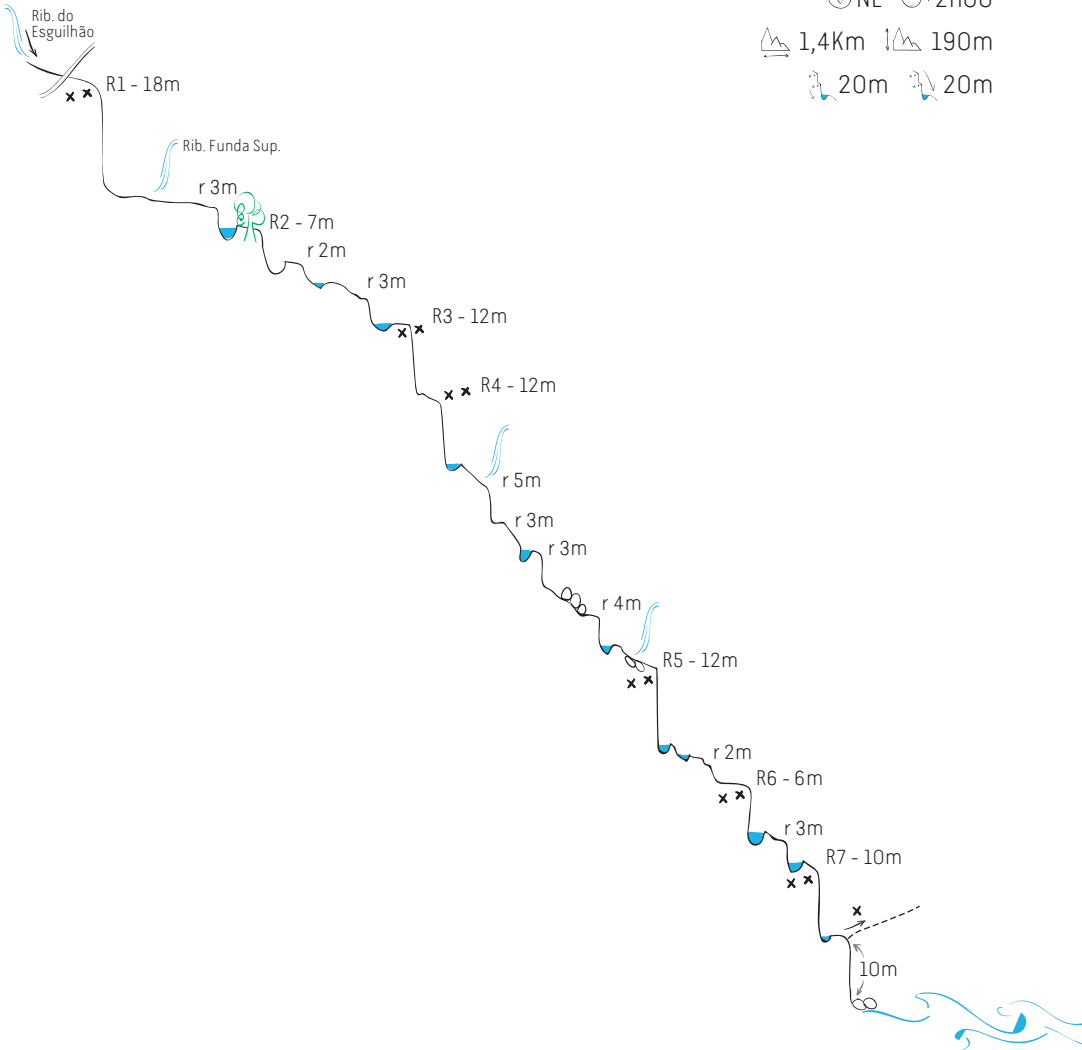 Rib. do
Esguilhão
1,4Km 190m
20m 20m
R1 - 18m
Rib. Funda Sup.
r 3m
R2 - 7m
r 2m
r 3m
R3 - 12m
R4 - 12m
r 5m
r 3m
r 3m
r 4m
R5 - 12m
r 2m
R6 - 6m
r 3m
R7 - 10m
10m